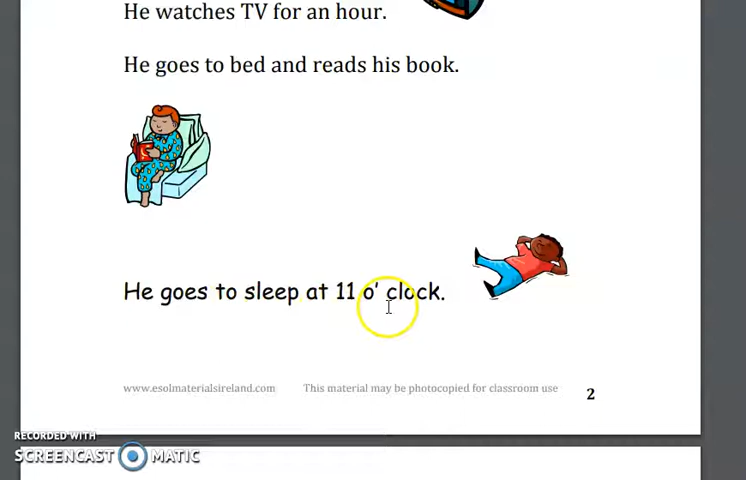 He watches TV for an hour.
He goes to bed and reads his book.
He goes to sleep at 11 o' clock.
www.esolmaterialsireland.com This material may be photocopied for classroom use 2
RECORDED WITH
SCREENCAST MATIC